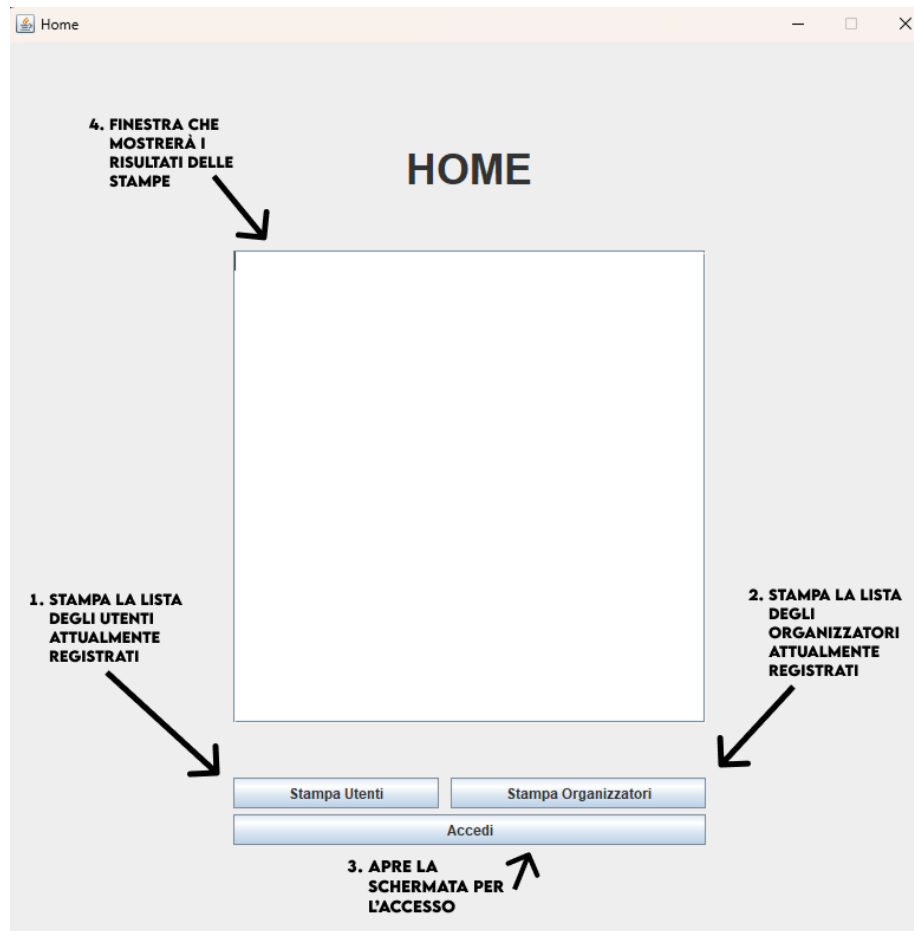 Home
4. FINESTRA CHE
MOSTRERÀ I
RISULTATI DELLE
STAMPE
HOME
1. STAMPA LA LISTA
DEGLI UTENTI
ATTUALMENTE
REGISTRATI
2. STAMPA LA LISTA
DEGLI
ORGANIZZATORI
ATTUALMENTE
REGISTRATI
Stampa Utenti
Stampa Organizzatori
Accedi
3. APRE LA
SCHERMATA PER
L'ACCESSO